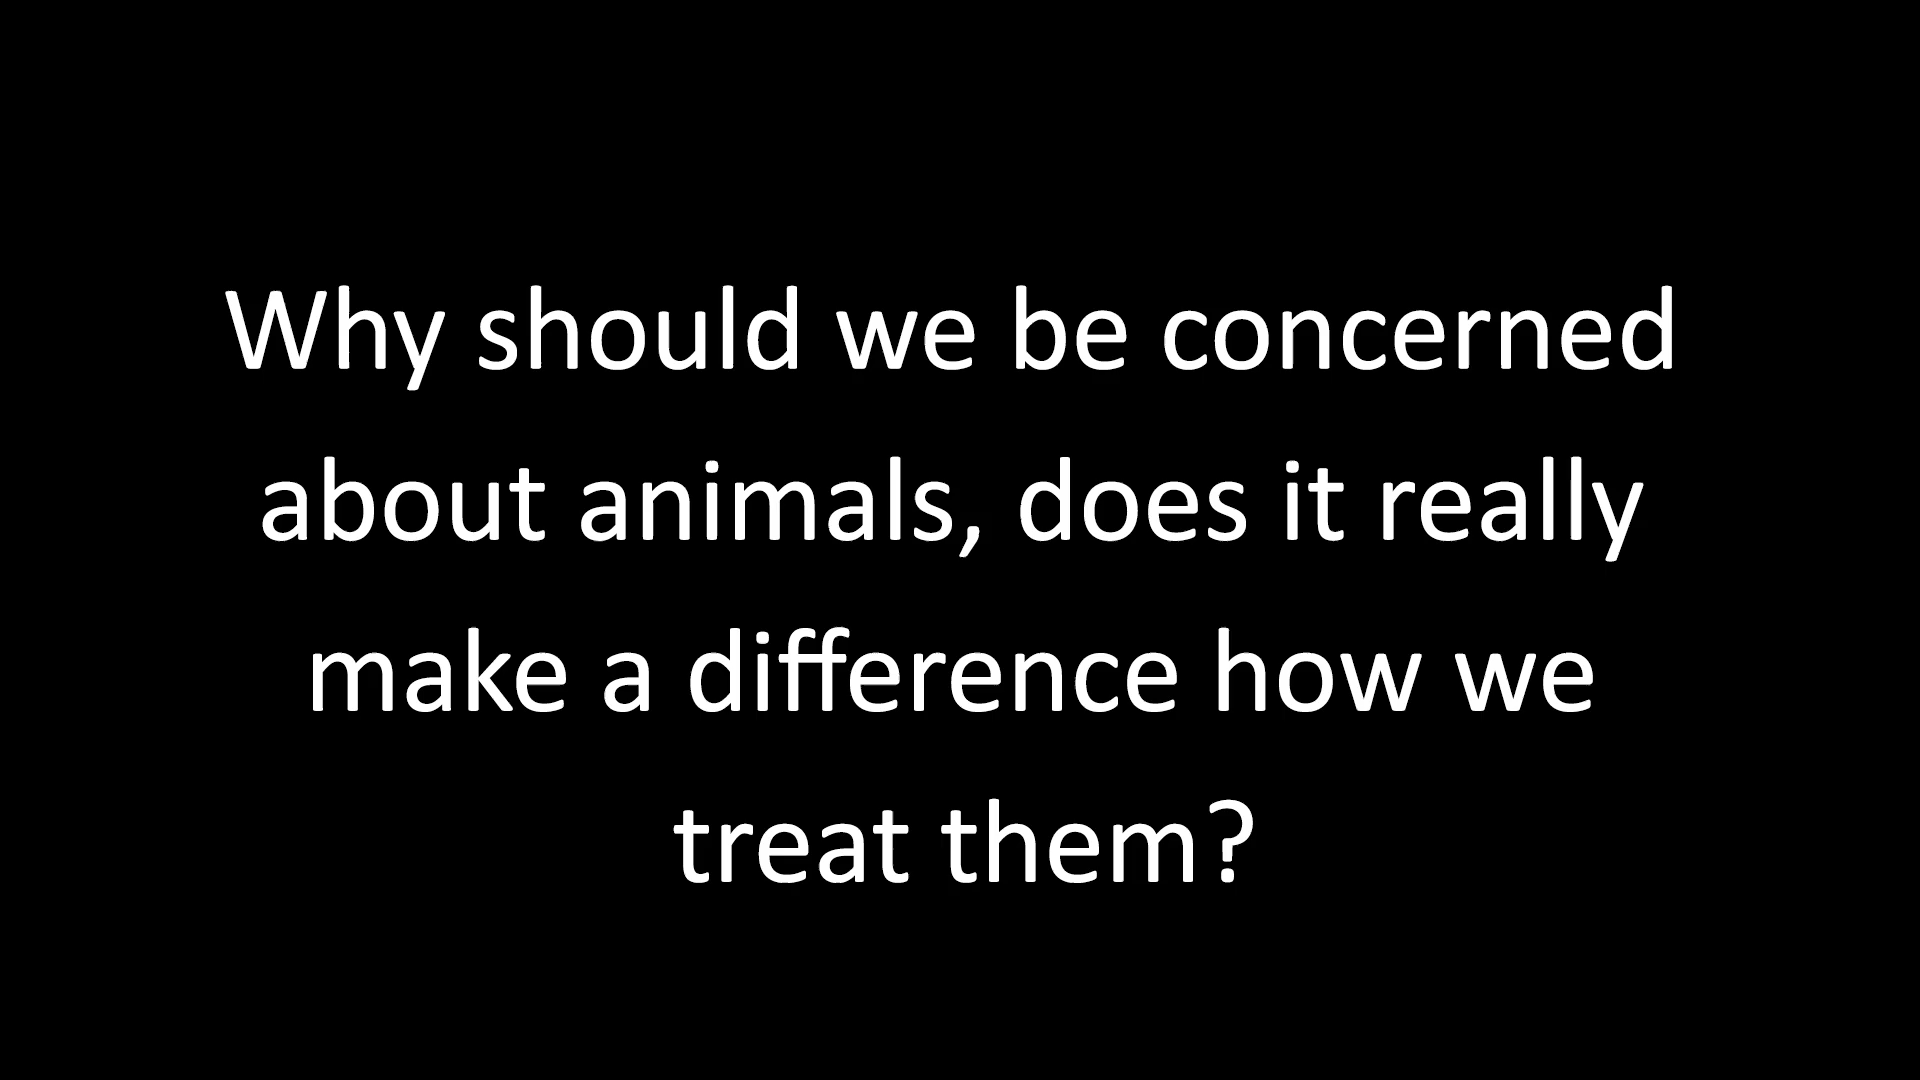 Why should we be concerned
about animals, does it really
make a difference how we
treat them?